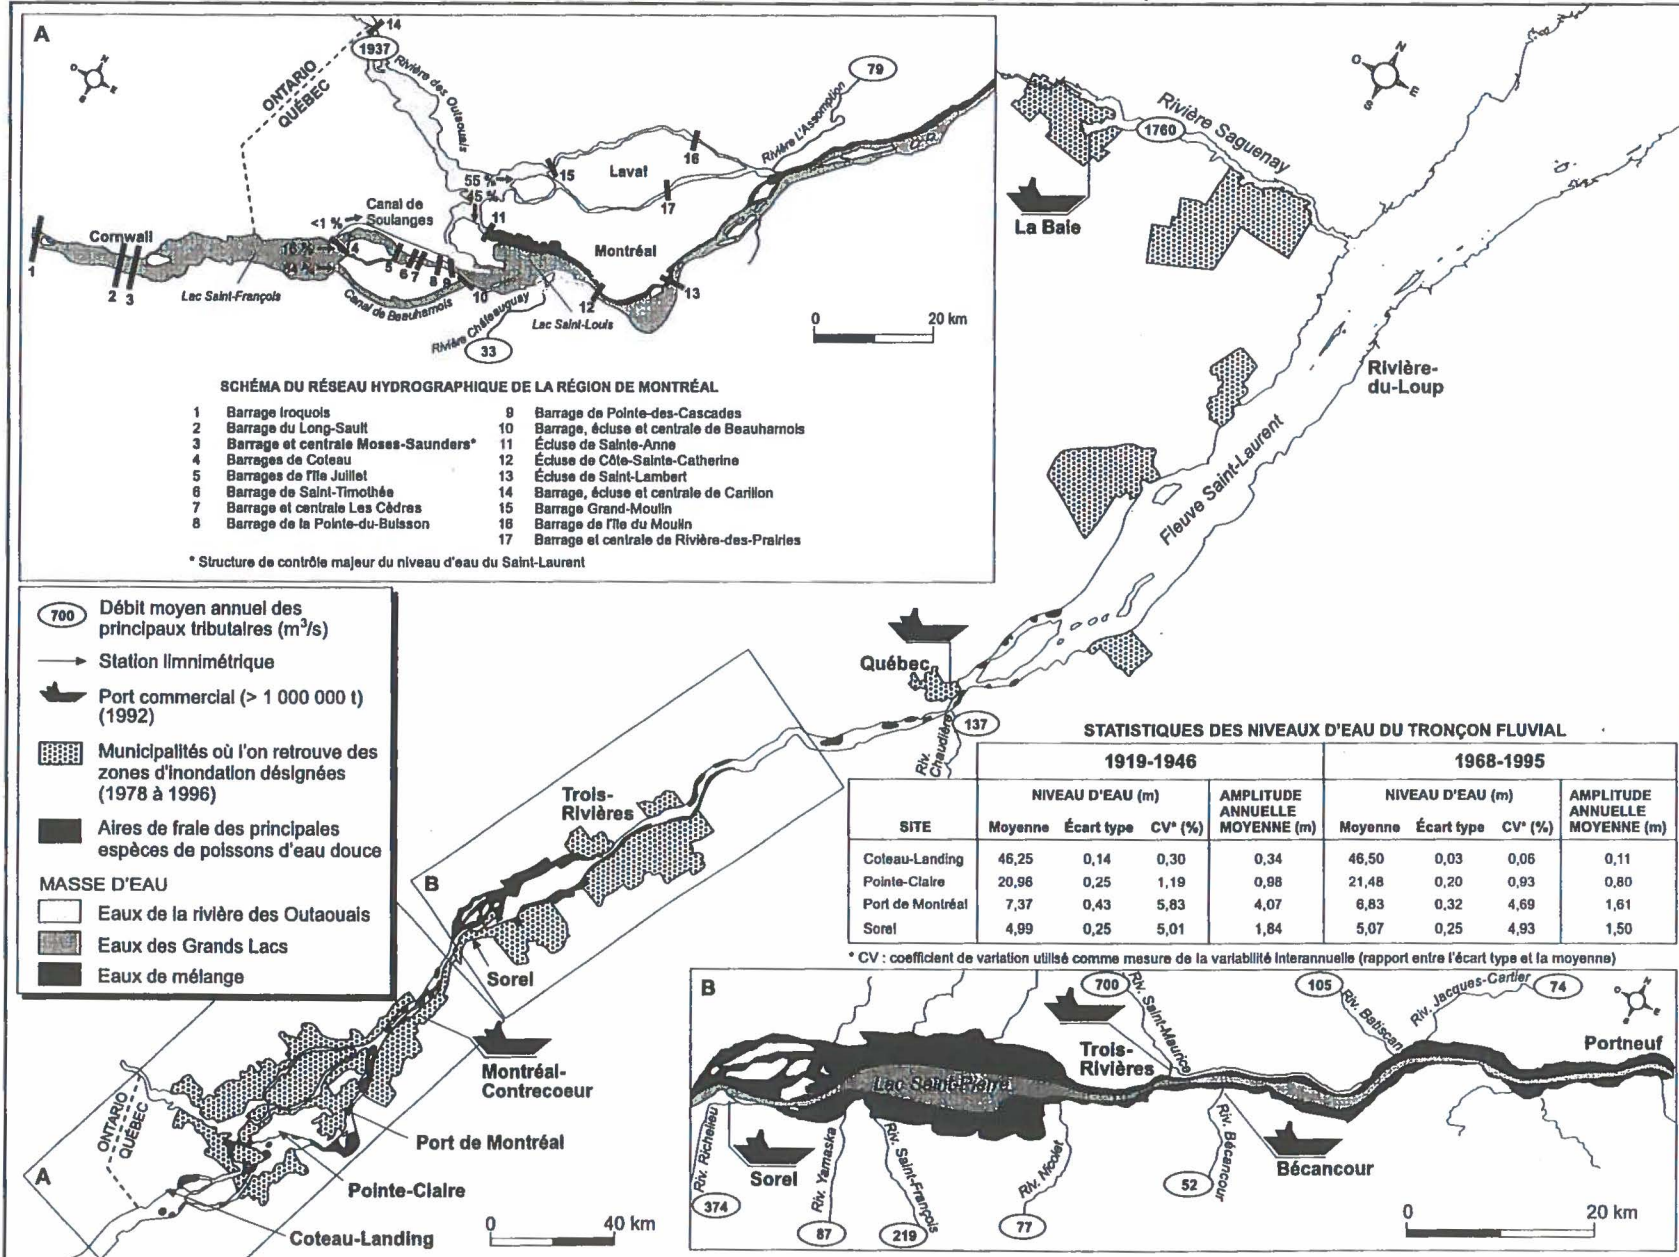 A
14
1937
Rivière des Outaouais
ONTARIO
QUÉBEC
N
O
E
S
79
Rivière L'Assomption
16
Laval
15
55 %
45 %
17
11
Canal de
Soulanges
<1 %
Cornwall
16 %
4
5
6
7
8
9
10
Montréal
1
2
3
Lac Saint-François
Canal de Beauharnois
Rivière Châteauguay
33
Lac Saint-Louis
12
13
0 20 km
SCHÉMA DU RÉSEAU HYDROGRAPHIQUE DE LA RÉGION DE MONTRÉAL
1 Barrage Iroquois
2 Barrage du Long-Sault
3 Barrage et centrale Moses-Saunders*
4 Barrages de Coteau
5 Barrages de l'île Juillet
6 Barrage de Saint-Timothée
7 Barrage et centrale Les Cèdres
8 Barrage de la Pointe-du-Buisson
9 Barrage de Pointe-des-Cascades
10 Barrage, écluse et centrale de Beauharnois
11 Écluse de Sainte-Anne
12 Écluse de Côte-Sainte-Catherine
13 Écluse de Saint-Lambert
14 Barrage, écluse et centrale de Carillon
15 Barrage Grand-Moulin
16 Barrage de l'île du Moulin
17 Barrage et centrale de Rivière-des-Prairies
* Structure de contrôle majeur du niveau d'eau du Saint-Laurent
Rivière Saguenay
1760
La Baie
N
O
E
S
Rivière-
du-Loup
Fleuve Saint-Laurent
Québec
137
Riv.
Chaudière
700 Débit moyen annuel des
principaux tributaires (m³/s)
Station limnimétrique
Port commercial (> 1 000 000 t)
(1992)
Municipalités où l'on retrouve des
zones d'inondation désignées
(1978 à 1996)
Aires de fraie des principales
espèces de poissons d'eau douce
MASSE D'EAU
Eaux de la rivière des Outaouais
Eaux des Grands Lacs
Eaux de mélange
Trois-
Rivières
B
Sorel
Montréal-
Contrecoeur
Port de Montréal
Pointe-Claire
Coteau-Landing
ONTARIO
QUÉBEC
A
0 40 km
STATISTIQUES DES NIVEAUX D'EAU DU TRONÇON FLUVIAL
1919-1946 1968-1995
NIVEAU D'EAU (m) AMPLITUDE ANNUELLE MOYENNE (m) NIVEAU D'EAU (m) AMPLITUDE ANNUELLE MOYENNE (m)
SITE Moyenne Écart type CV* (%) Moyenne Écart type CV* (%)
Coteau-Landing 46,25 0,14 0,30 0,34 46,50 0,03 0,06 0,11
Pointe-Claire 20,96 0,25 1,19 0,98 21,48 0,20 0,93 0,80
Port de Montréal 7,37 0,43 5,83 4,07 6,83 0,32 4,69 1,61
Sorel 4,99 0,25 5,01 1,84 5,07 0,25 4,93 1,50
* CV : coefficient de variation utilisé comme mesure de la variabilité interannuelle (rapport entre l'écart type et la moyenne)
B
700
Riv. Saint-Maurice
105
Riv. Batiscan
Riv. Jacques-Cartier
74
N
O
E
S
Trois-
Rivières
Portneuf
Lac Saint-Pierre
Riv. Richelieu
374
Sorel
Riv. Yamaska
87
Riv. Saint-François
219
Riv. Nicolet
77
Riv. Bécancour
52
Bécancour
0 20 km